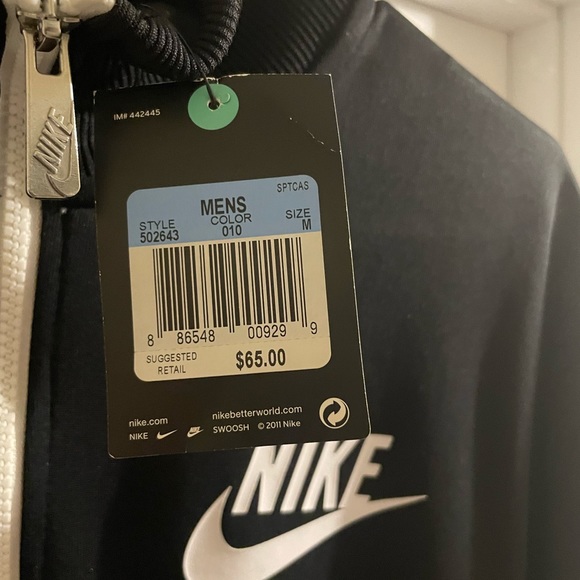 NIKE
IM# 442445
SPTCAS
MENS
STYLE COLOR SIZE
502643 010 M
8 86548 00929 9
SUGGESTED
RETAIL $65.00
nike.com nikebetterworld.com
NIKE SWOOSH © 2011 Nike
NIKE